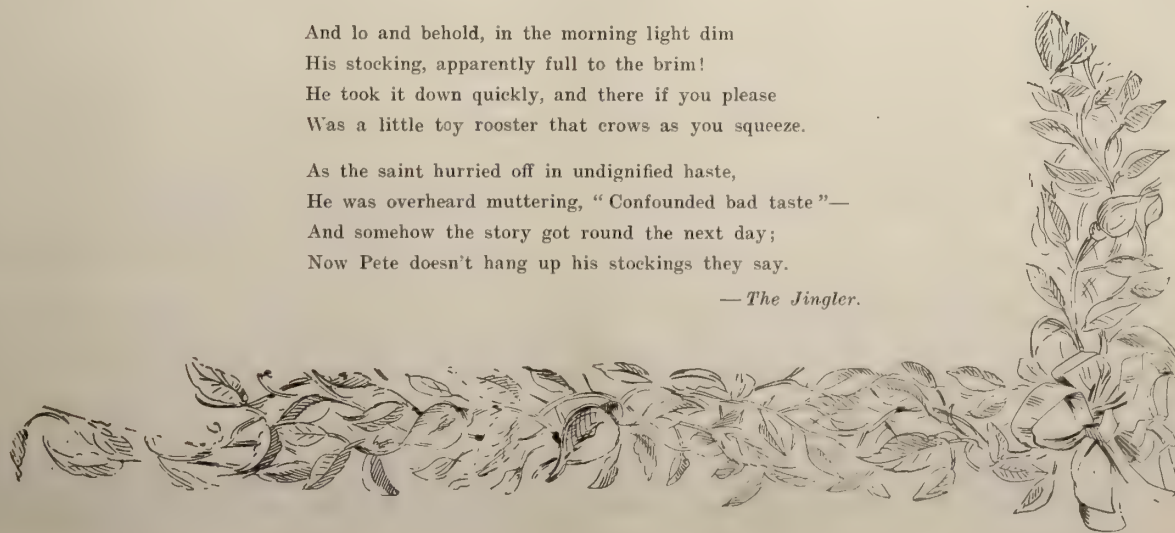 And lo and behold, in the morning light dim
His stocking, apparently full to the brim!
He took it down quickly, and there if you please
Was a little toy rooster that crows as you squeeze.
As the saint hurried off in undignified haste,
He was overheard muttering, “ Confounded bad taste ”—
And somehow the story got round the next day;
Now Pete doesn't hang up his stockings they say.
— The Jingler.